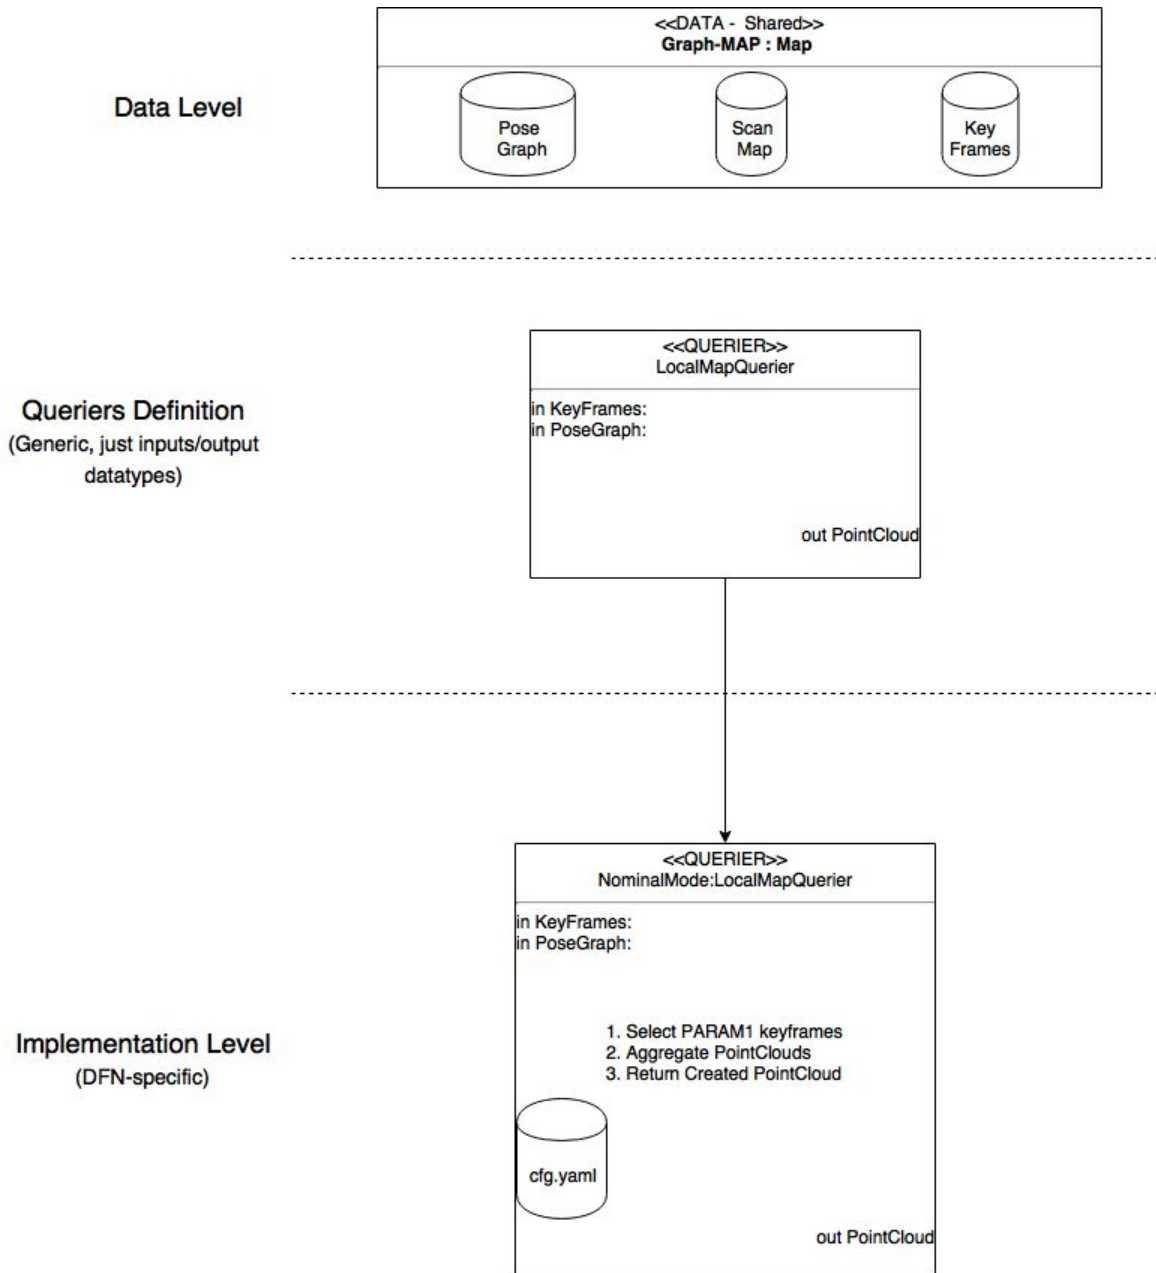 <<DATA - Shared>>
Graph-MAP : Map
Data Level
Pose
Graph
Scan
Map
Key
Frames
<<QUERIER>>
LocalMapQuerier
Queriers Definition
(Generic, just inputs/output
datatypes)
in KeyFrames:
in PoseGraph:
out PointCloud
<<QUERIER>>
NominalMode:LocalMapQuerier
in KeyFrames:
in PoseGraph:
Implementation Level
(DFN-specific)
1. Select PARAM1 keyframes
2. Aggregate PointClouds
3. Return Created PointCloud
cfg.yaml
out PointCloud